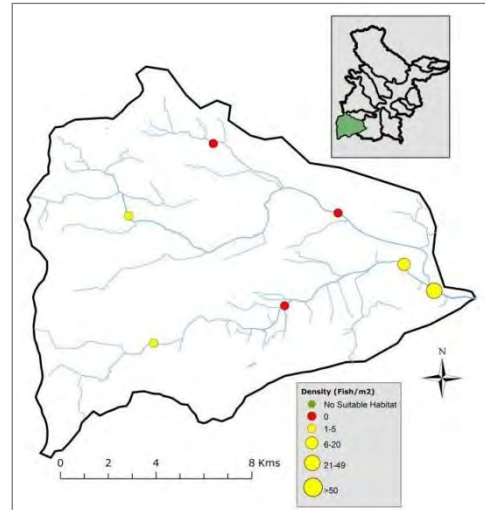 N
Density (Fish/m2)
No Suitable Habitat
0
1-5
6-20
21-49
>50
0 2 4 8 Kms